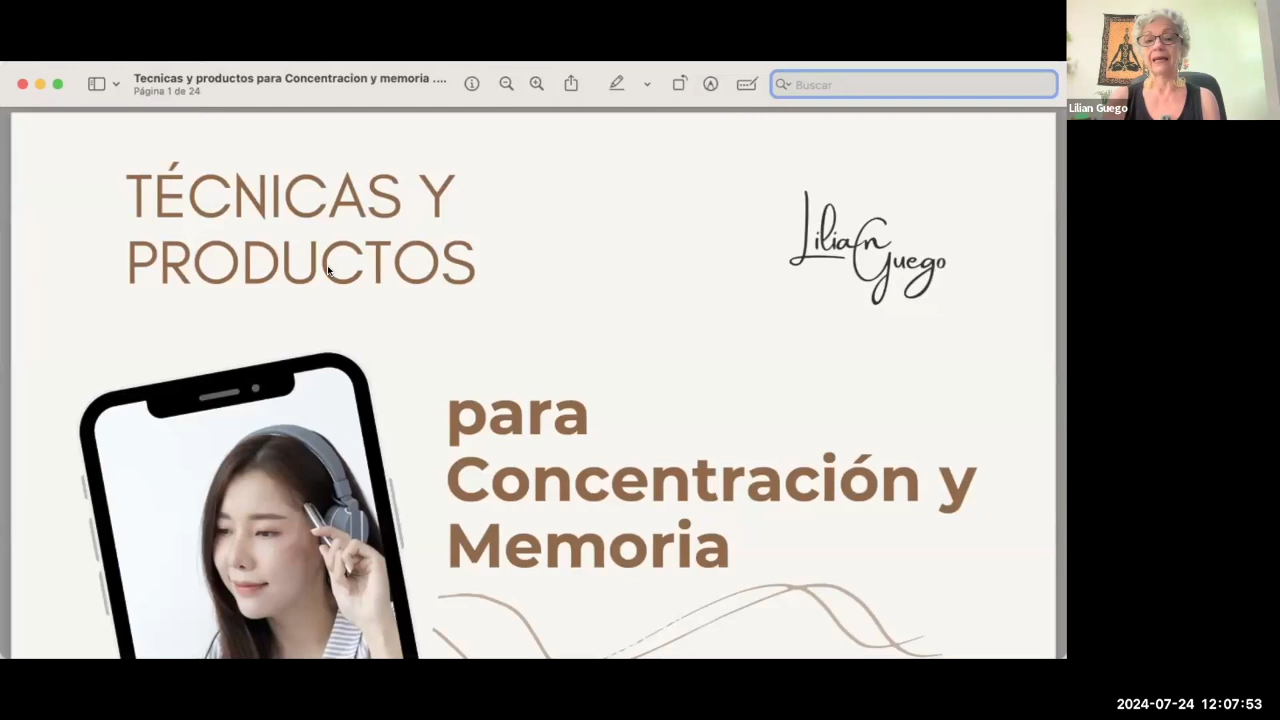 Tecnicas y productos para Concentracion y memoria ....
Página 1 de 24
Buscar
Lilian Guego
TÉCNICAS Y
PRODUCTOS
Lilian
Guego
para
Concentración y
Memoria
2024-07-24 12:07:53